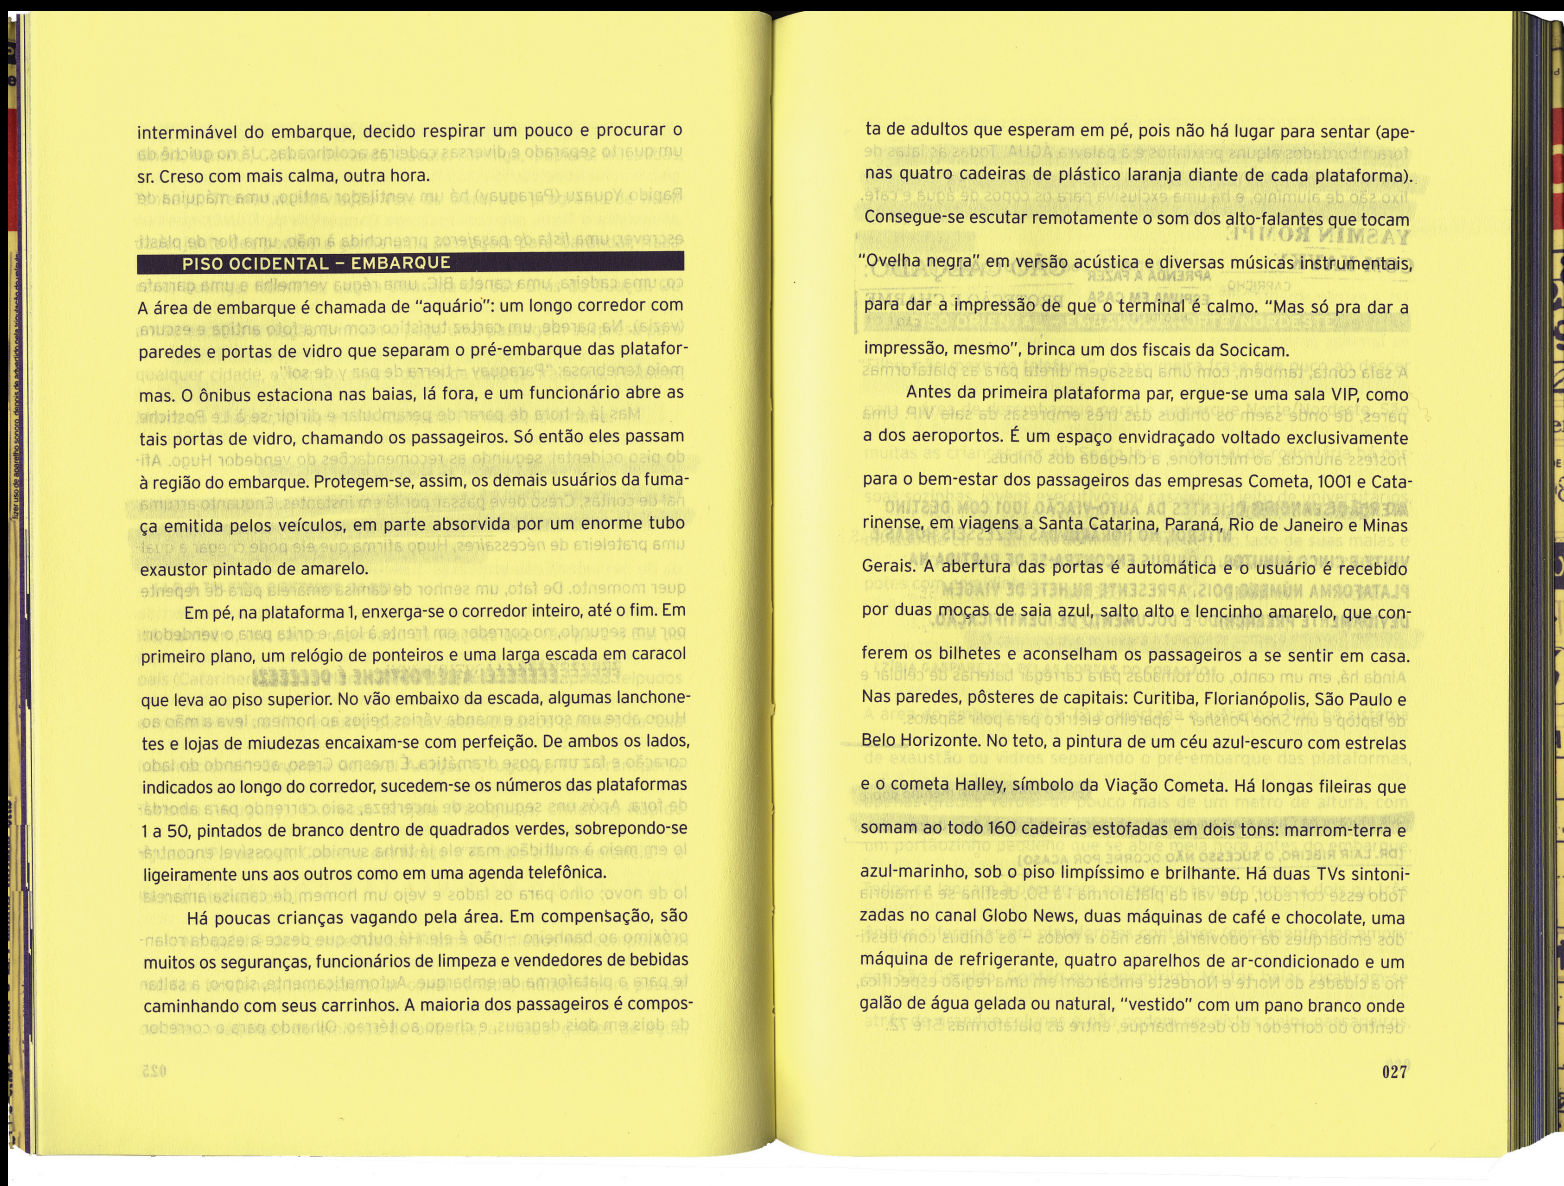 interminável do embarque, decido respirar um pouco e procurar o
sr. Creso com mais calma, outra hora.
PISO OCIDENTAL – EMBARQUE
A área de embarque é chamada de “aquário”: um longo corredor com
paredes e portas de vidro que separam o pré-embarque das platafor-
mas. O ônibus estaciona nas baias, lá fora, e um funcionário abre as
tais portas de vidro, chamando os passageiros. Só então eles passam
à região do embarque. Protegem-se, assim, os demais usuários da fuma-
ça emitida pelos veículos, em parte absorvida por um enorme tubo
exaustor pintado de amarelo.
Em pé, na plataforma 1, enxerga-se o corredor inteiro, até o fim. Em
primeiro plano, um relógio de ponteiros e uma larga escada em caracol
que leva ao piso superior. No vão embaixo da escada, algumas lanchone-
tes e lojas de miudezas encaixam-se com perfeição. De ambos os lados,
indicados ao longo do corredor, sucedem-se os números das plataformas
1 a 50, pintados de branco dentro de quadrados verdes, sobrepondo-se
ligeiramente uns aos outros como em uma agenda telefônica.
Há poucas crianças vagando pela área. Em compensação, são
muitos os seguranças, funcionários de limpeza e vendedores de bebidas
caminhando com seus carrinhos. A maioria dos passageiros é compos-
ta de adultos que esperam em pé, pois não há lugar para sentar (ape-
nas quatro cadeiras de plástico laranja diante de cada plataforma).
Consegue-se escutar remotamente o som dos alto-falantes que tocam
“Ovelha negra” em versão acústica e diversas músicas instrumentais,
para dar a impressão de que o terminal é calmo. “Mas só pra dar a
impressão, mesmo”, brinca um dos fiscais da Socicam.
Antes da primeira plataforma par, ergue-se uma sala VIP, como
a dos aeroportos. É um espaço envidraçado voltado exclusivamente
para o bem-estar dos passageiros das empresas Cometa, 1001 e Cata-
rinense, em viagens a Santa Catarina, Paraná, Rio de Janeiro e Minas
Gerais. A abertura das portas é automática e o usuário é recebido
por duas moças de saia azul, salto alto e lencinho amarelo, que con-
ferem os bilhetes e aconselham os passageiros a se sentir em casa.
Nas paredes, pôsteres de capitais: Curitiba, Florianópolis, São Paulo e
Belo Horizonte. No teto, a pintura de um céu azul-escuro com estrelas
e o cometa Halley, símbolo da Viação Cometa. Há longas fileiras que
somam ao todo 160 cadeiras estofadas em dois tons: marrom-terra e
azul-marinho, sob o piso limpíssimo e brilhante. Há duas TVs sintoni-
zadas no canal Globo News, duas máquinas de café e chocolate, uma
máquina de refrigerante, quatro aparelhos de ar-condicionado e um
galão de água gelada ou natural, “vestido” com um pano branco onde
027